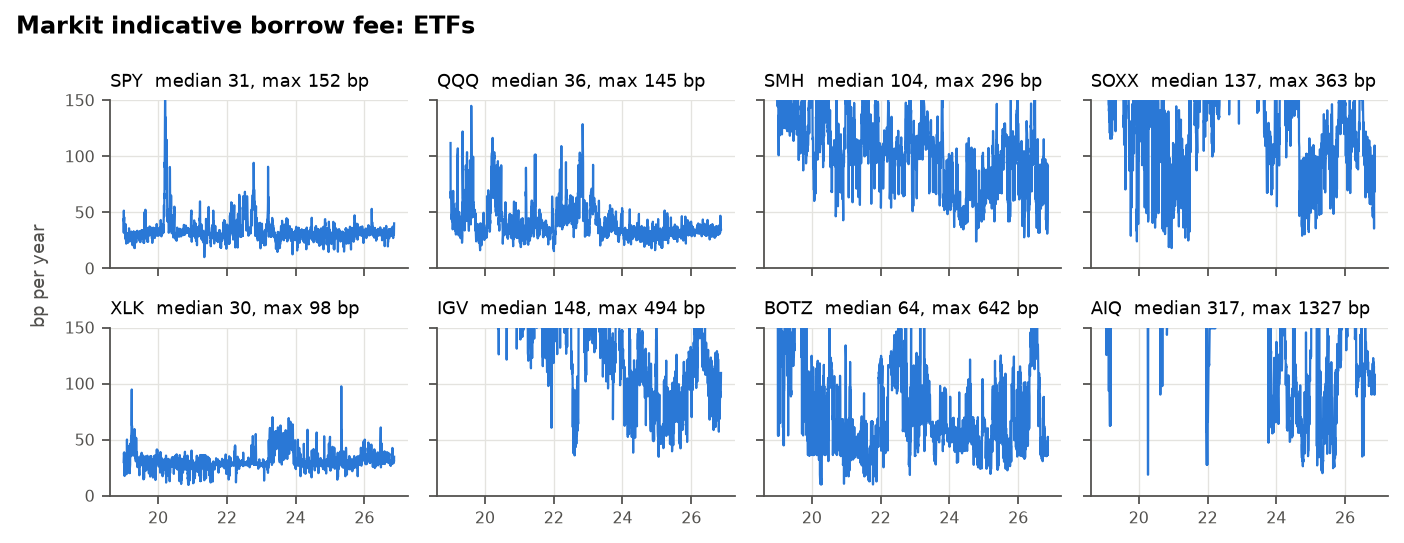 Markit indicative borrow fee: ETFs
SPY  median 31, max 152 bp
QQQ  median 36, max 145 bp
SMH  median 104, max 296 bp
SOXX  median 137, max 363 bp
150
100
50
0
20
22
24
26
20
22
24
26
20
22
24
26
20
22
24
26
bp per year
XLK  median 30, max 98 bp
IGV  median 148, max 494 bp
BOTZ  median 64, max 642 bp
AIQ  median 317, max 1327 bp
150
100
50
0